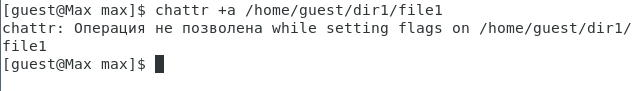 [guest@Max max]$ chattr +a /home/guest/dir1/file1
chattr: Операция не позволена while setting flags on /home/guest/dir1/
file1
[guest@Max max]$